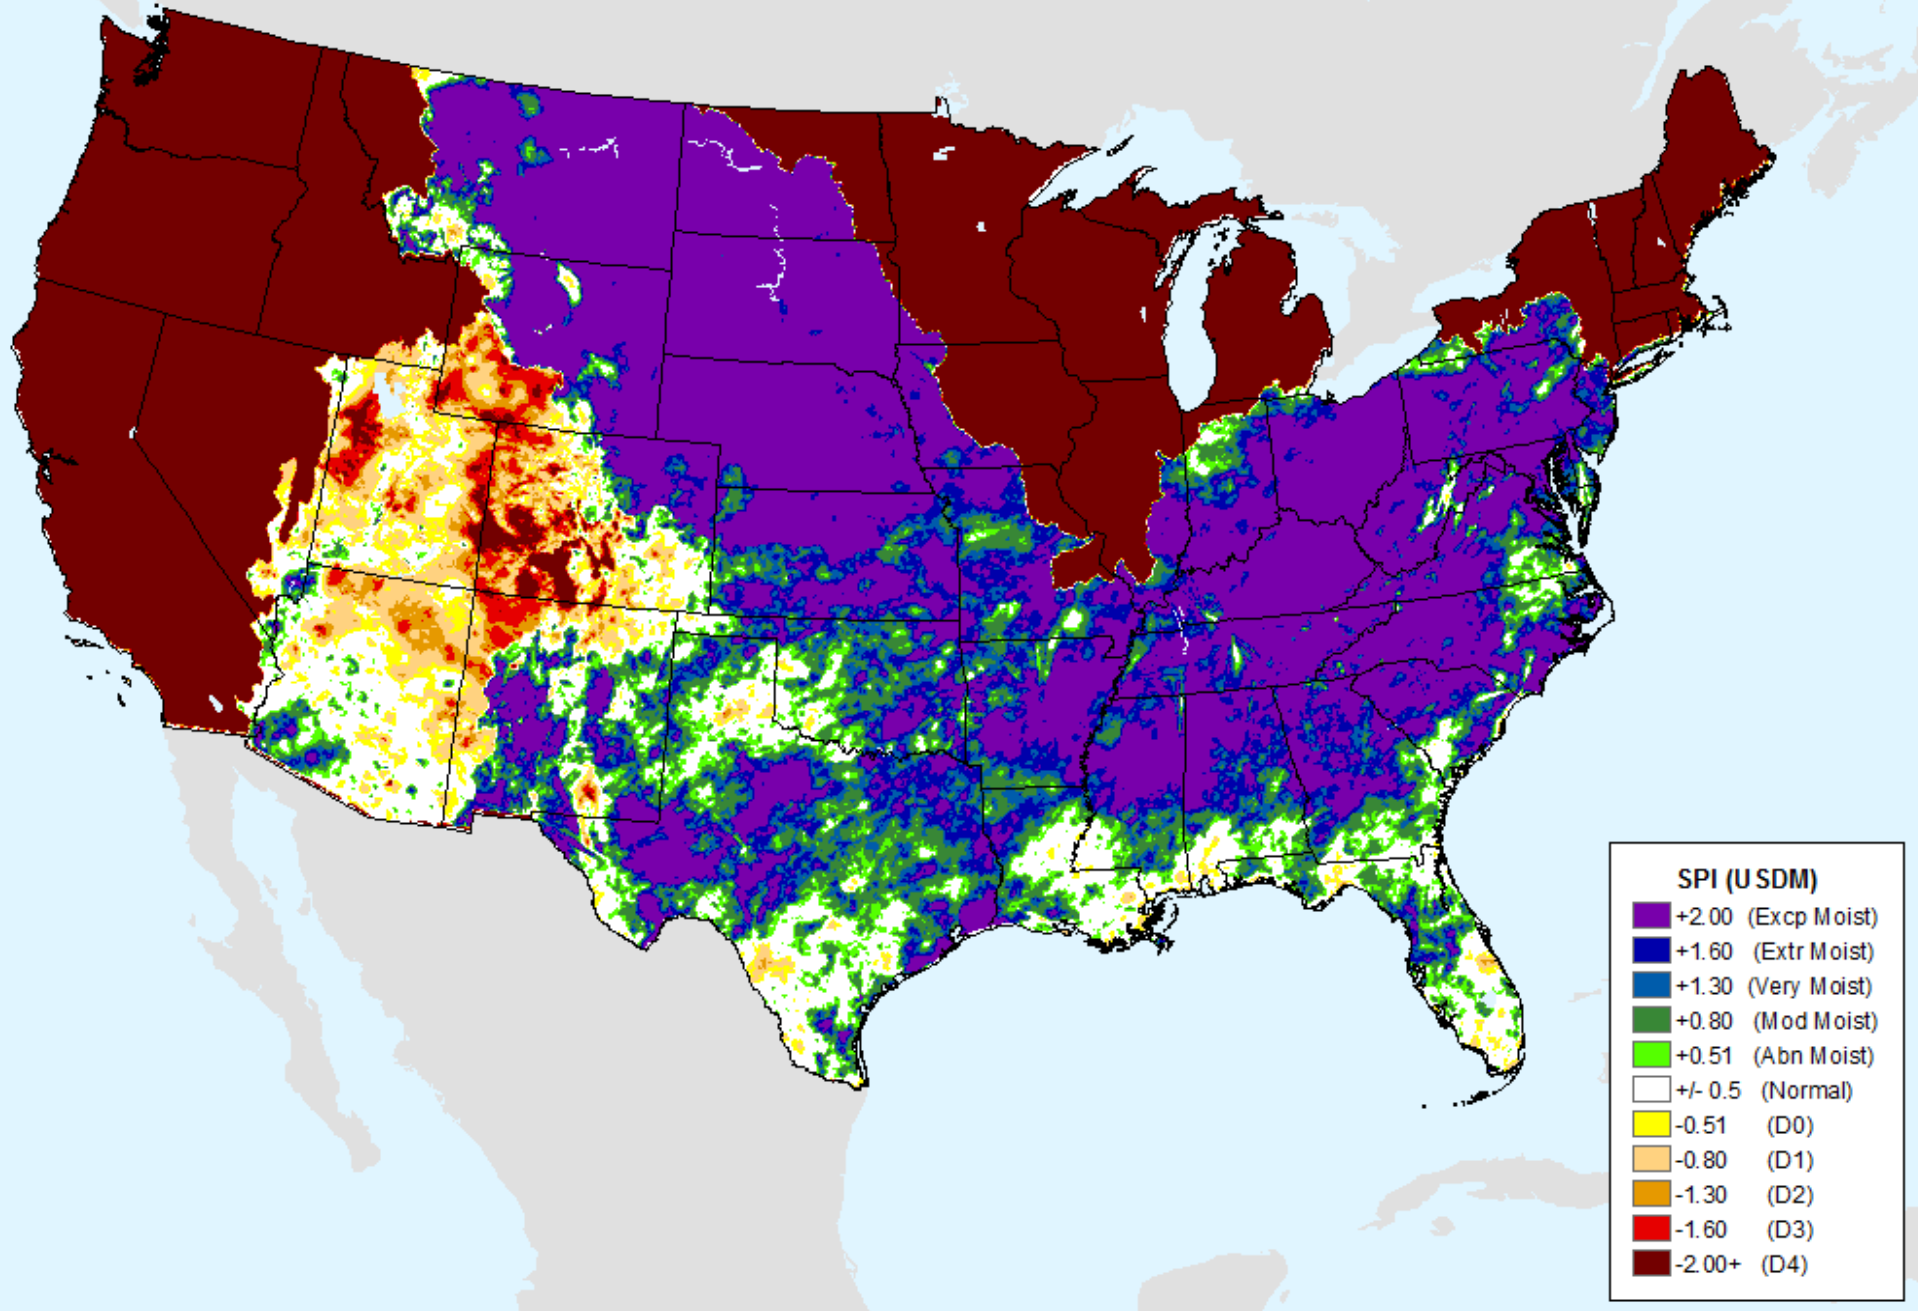 SPI (USDM)
+2.00 (Excp Moist)
+1.60 (Extr Moist)
+1.30 (Very Moist)
+0.80 (Mod Moist)
+0.51 (Abn Moist)
+/- 0.5 (Normal)
-0.51 (D0)
-0.80 (D1)
-1.30 (D2)
-1.60 (D3)
-2.00+ (D4)